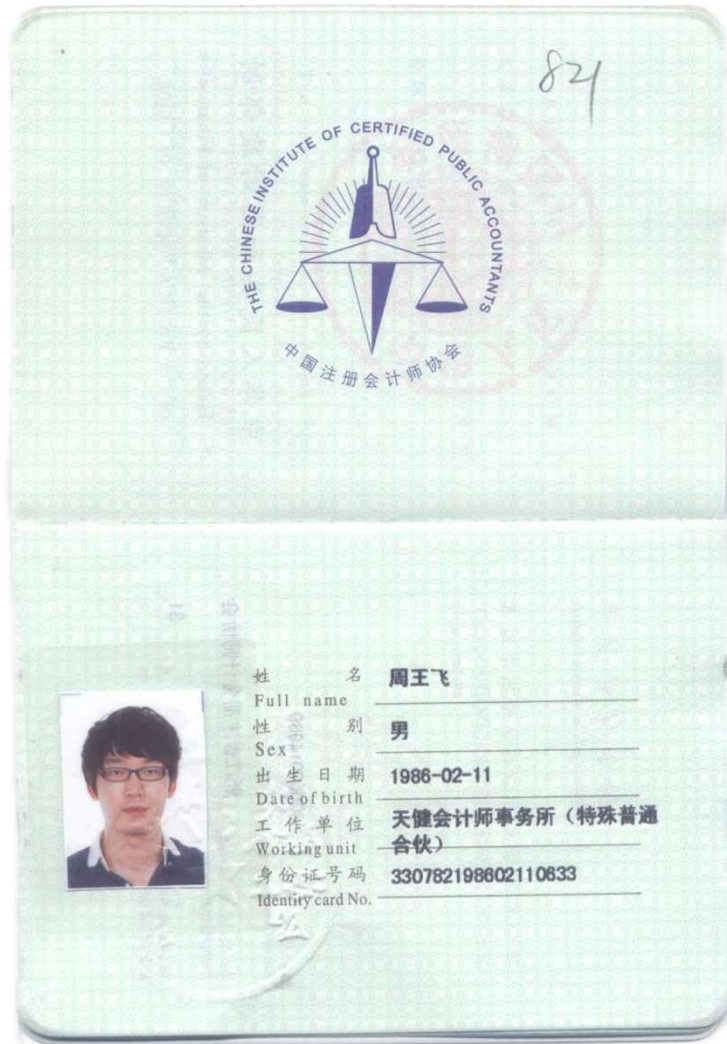 821
THE CHINESE INSTITUTE OF CERTIFIED PUBLIC ACCOUNTANTS
中国注册会计师协会
姓 名 周王飞
Full name
性 别 男
Sex
出 生 日 期 1986-02-11
Date of birth
工 作 单 位 天健会计师事务所（特殊普通
Working unit 合伙）
身 份 证 号 码 330782198602110633
Identity card No.